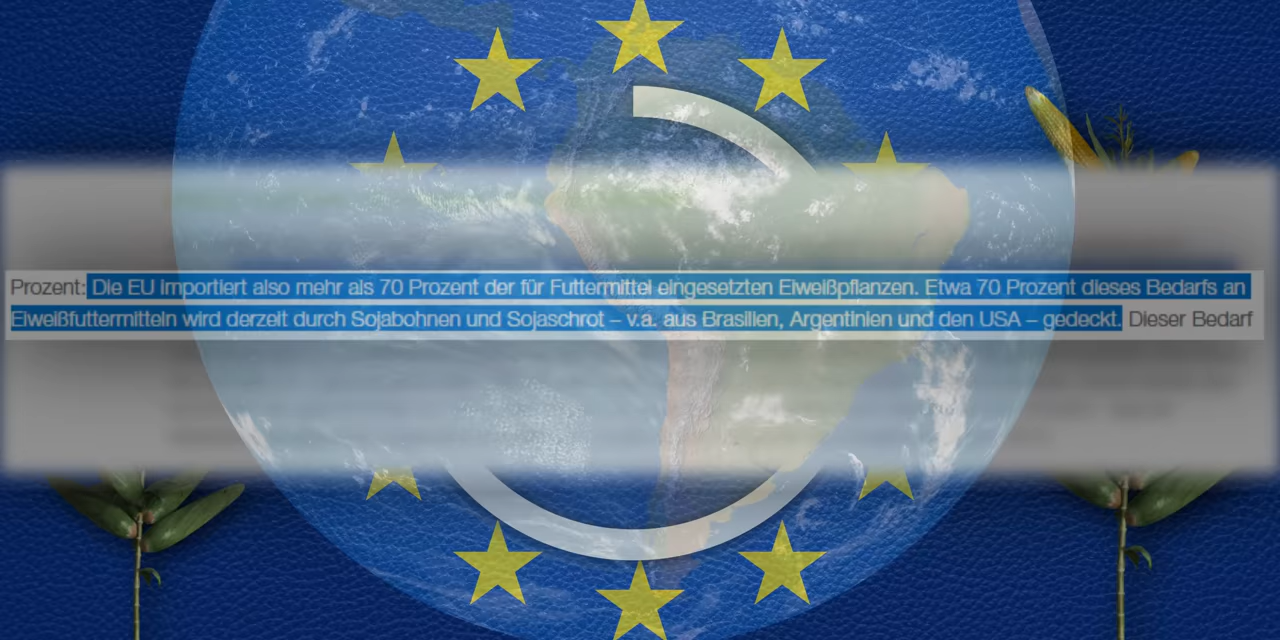 Prozent: Die EU importiert also mehr als 70 Prozent der für Futtermittel eingesetzten Eiweißpflanzen. Etwa 70 Prozent dieses Bedarfs an
Eiweißfuttermitteln wird derzeit durch Sojabohnen und Sojaschrot – v.a. aus Brasilien, Argentinien und den USA – gedeckt. Dieser Bedarf